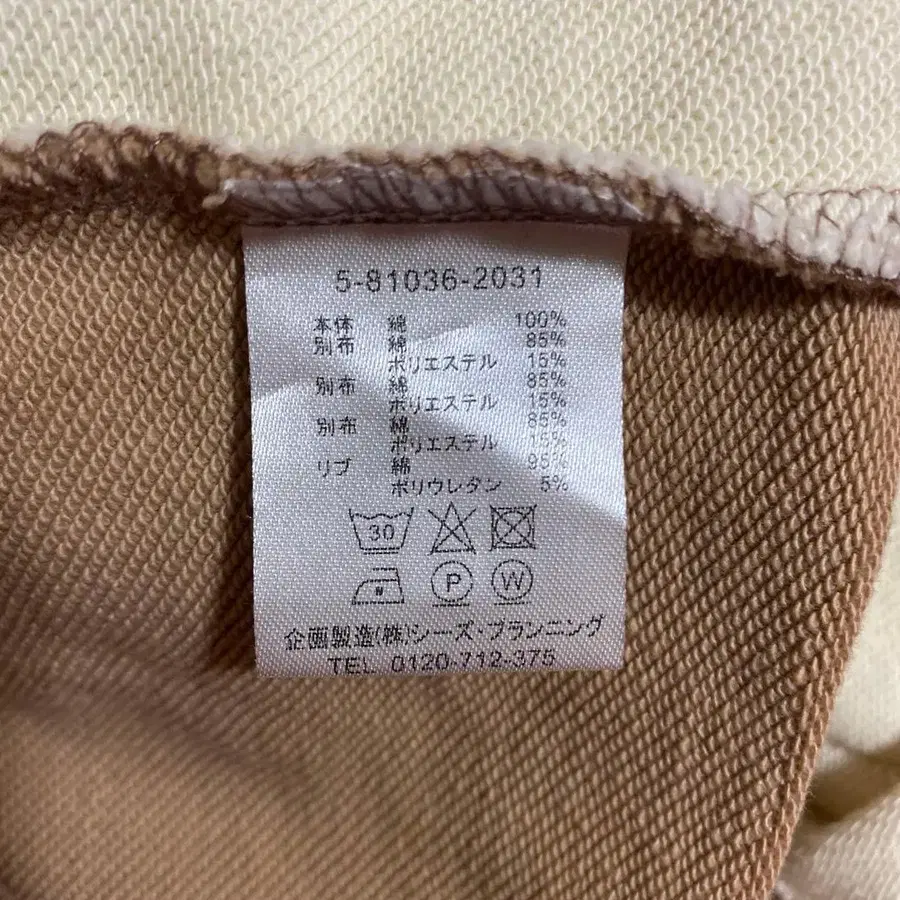 5-81036-2031
本体 綿 100%
別布 綿 85%
ポリエステル 15%
別布 綿 85%
ポリエステル 15%
別布 綿 85%
ポリエステル 15%
リブ 綿 95%
ポリウレタン 5%
30
P W
企画製造(株)シーズ・プランニング
TEL 0120-712-375